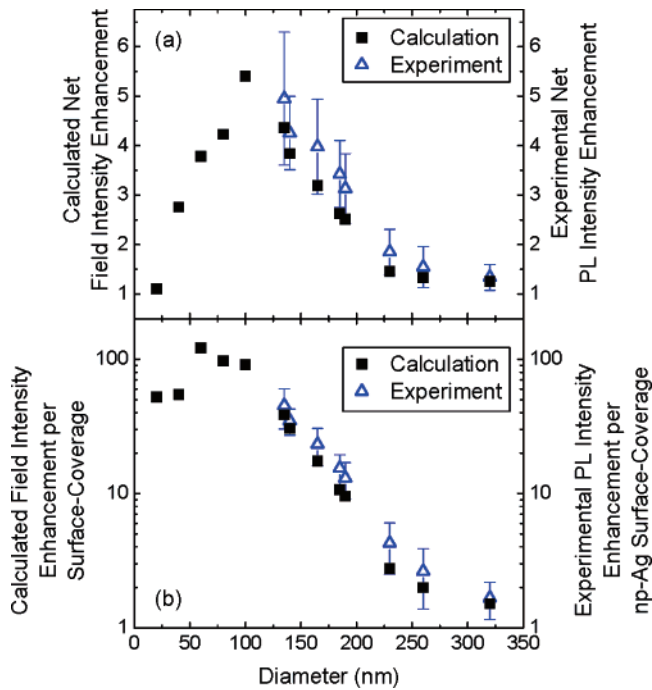 (a)
Calculation
Experiment
6
5
4
3
2
1
6
5
4
3
2
1
Calculated Net
Field Intensity Enhancement
Experimental Net
PL Intensity Enhancement
(b)
Calculation
Experiment
100
10
1
100
10
1
Calculated Field Intensity
Enhancement per
Surface-Coverage
Experimental PL Intensity
Enhancement per
np-Ag Surface-Coverage
0 50 100 150 200 250 300 350
Diameter (nm)